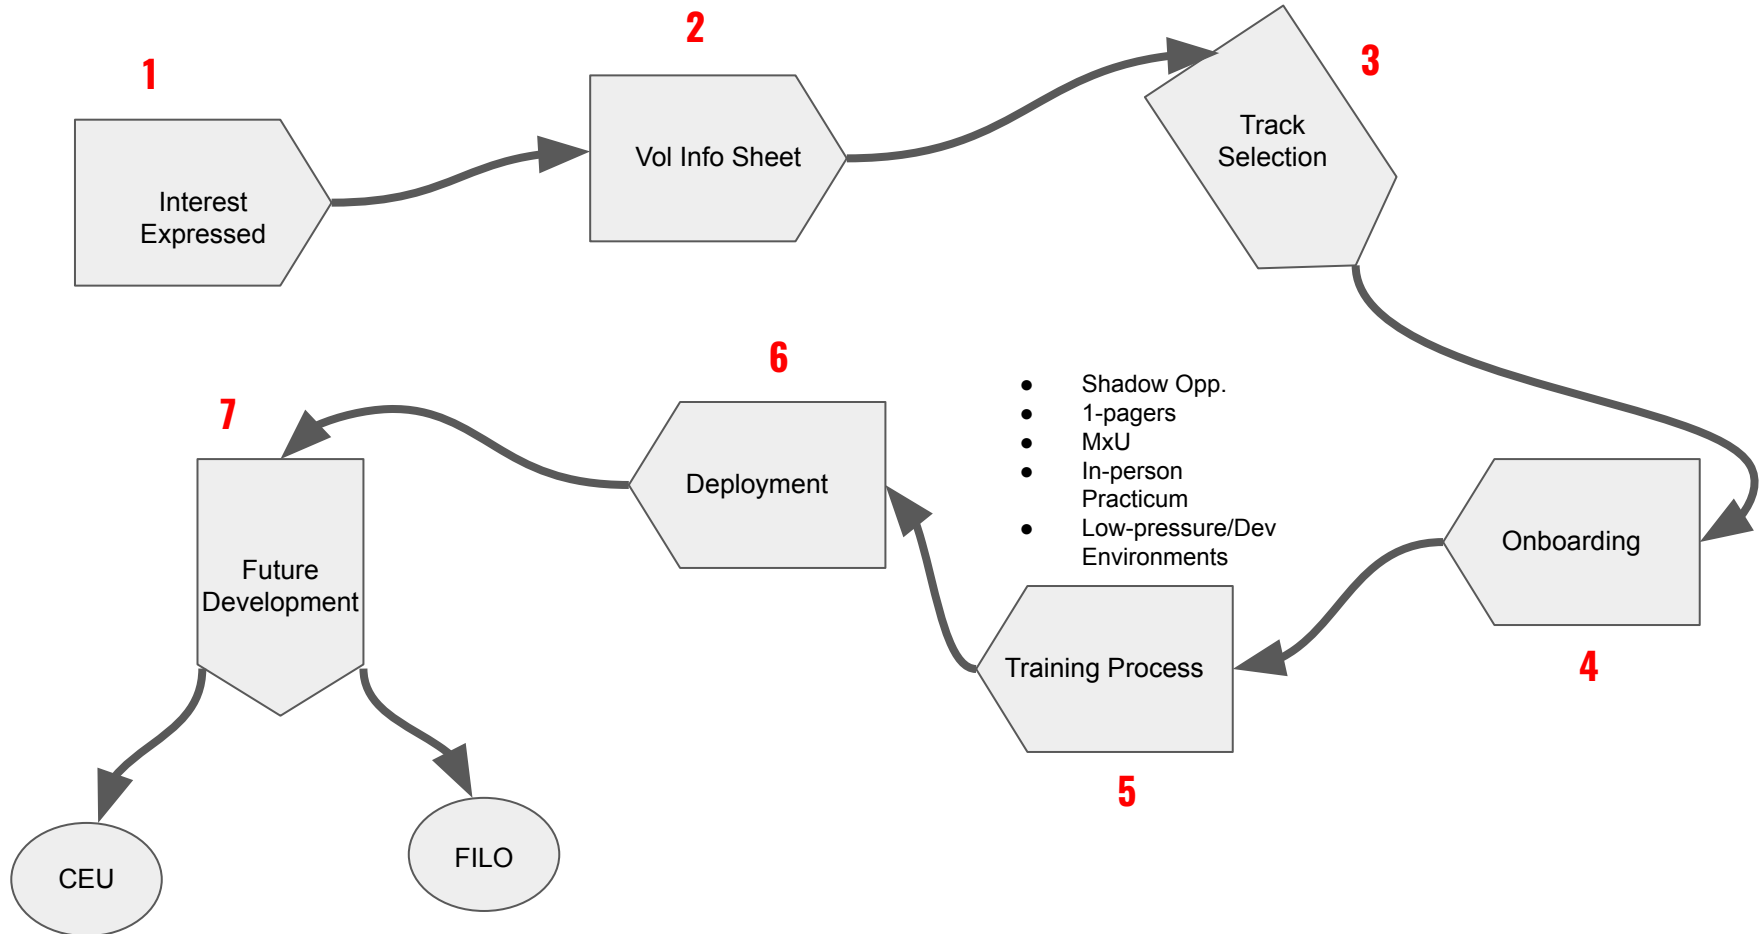 1
Interest
Expressed
2
Vol Info Sheet
3
Track
Selection
4
Onboarding
5
Training Process
● Shadow Opp.
● 1-pagers
● MxU
● In-person
Practicum
● Low-pressure/Dev
Environments
6
Deployment
7
Future
Development
CEU
FILO